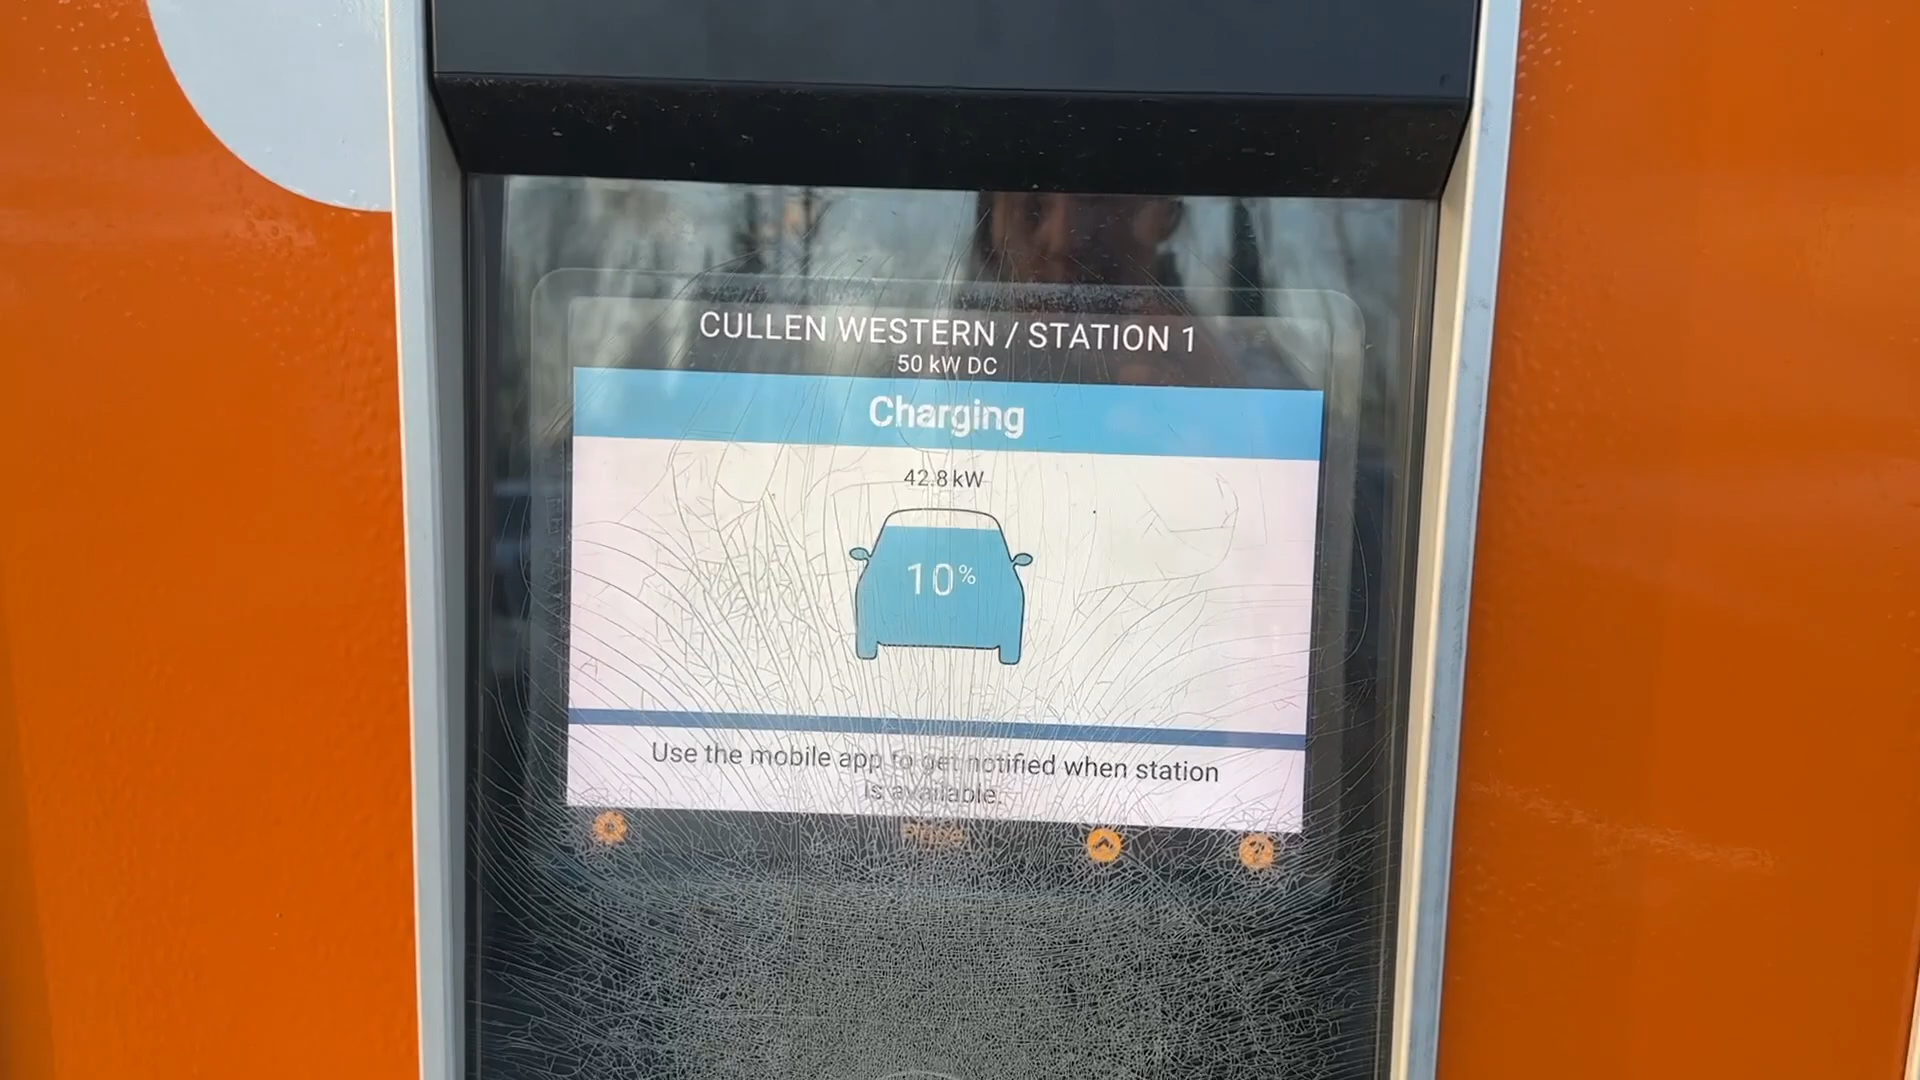 CULLEN WESTERN / STATION 1
50 kW DC
Charging
42.8 kW
10%
Use the mobile app to get notified when station
is available.